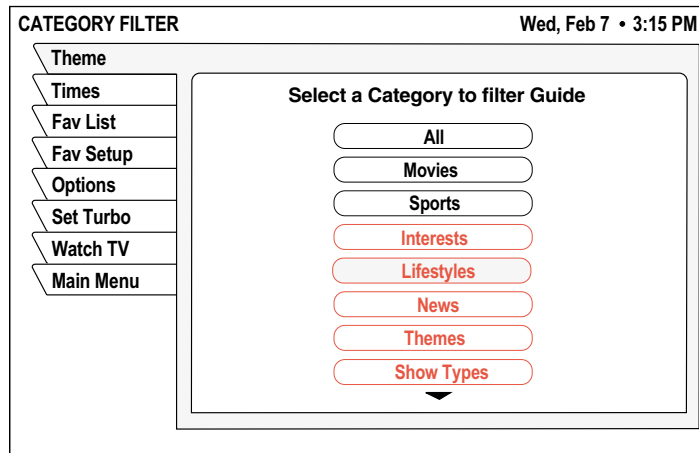 CATEGORY FILTER Wed, Feb 7 • 3:15 PM
Theme
Times
Fav List
Fav Setup
Options
Set Turbo
Watch TV
Main Menu
Select a Category to filter Guide
All
Movies
Sports
Interests
Lifestyles
News
Themes
Show Types